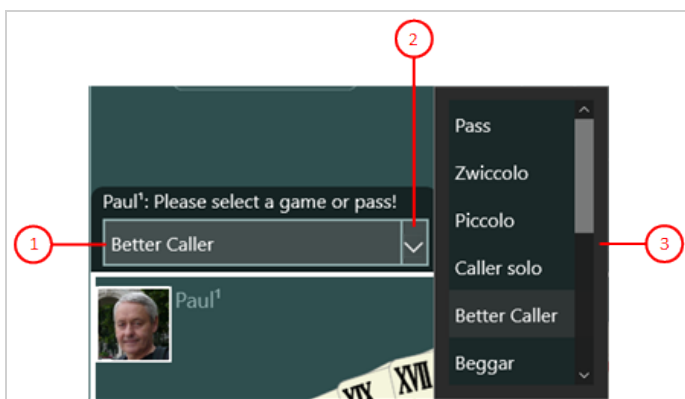 2
Pass
Zwiccolo
Paul¹: Please select a game or pass!
Piccolo
1
Better Caller
3
Caller solo
Paul¹
Better Caller
Beggar
XIX
XVII